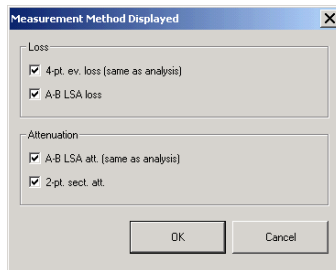 Measurement Method Displayed
Loss
4-pt. ev. loss (same as analysis)
A-B LSA loss
Attenuation
A-B LSA att. (same as analysis)
2-pt. sect. att.
OK
Cancel